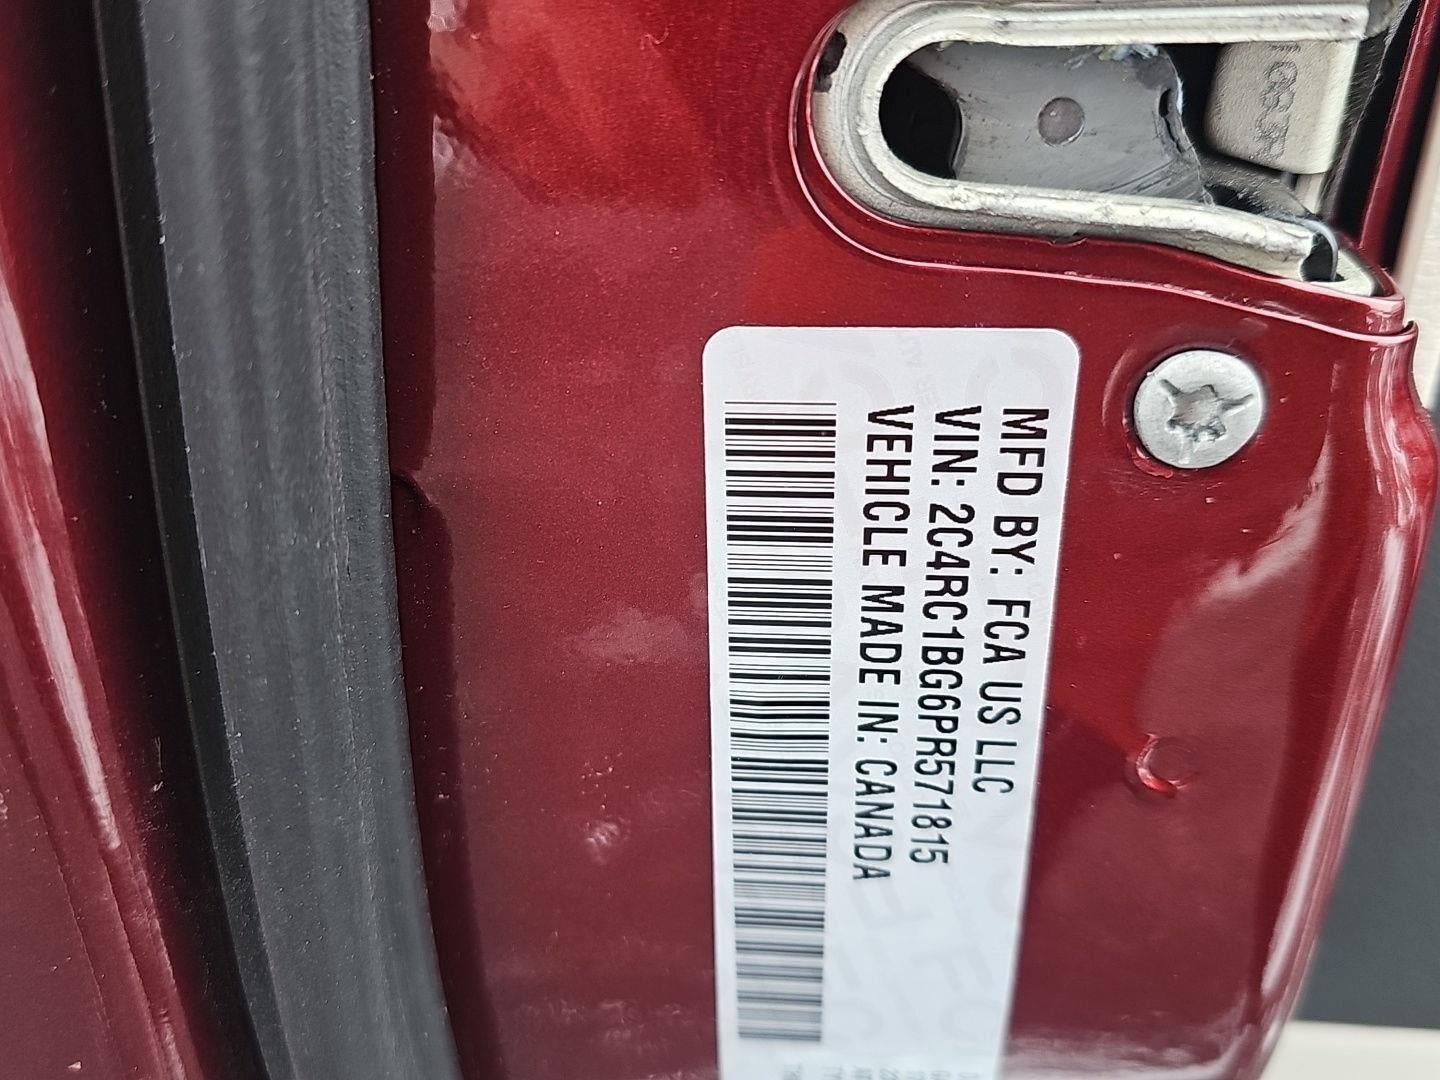 MFD BY: FCA US LLC
VIN: 2C4RC1BG6PR571815
VEHICLE MADE IN: CANADA